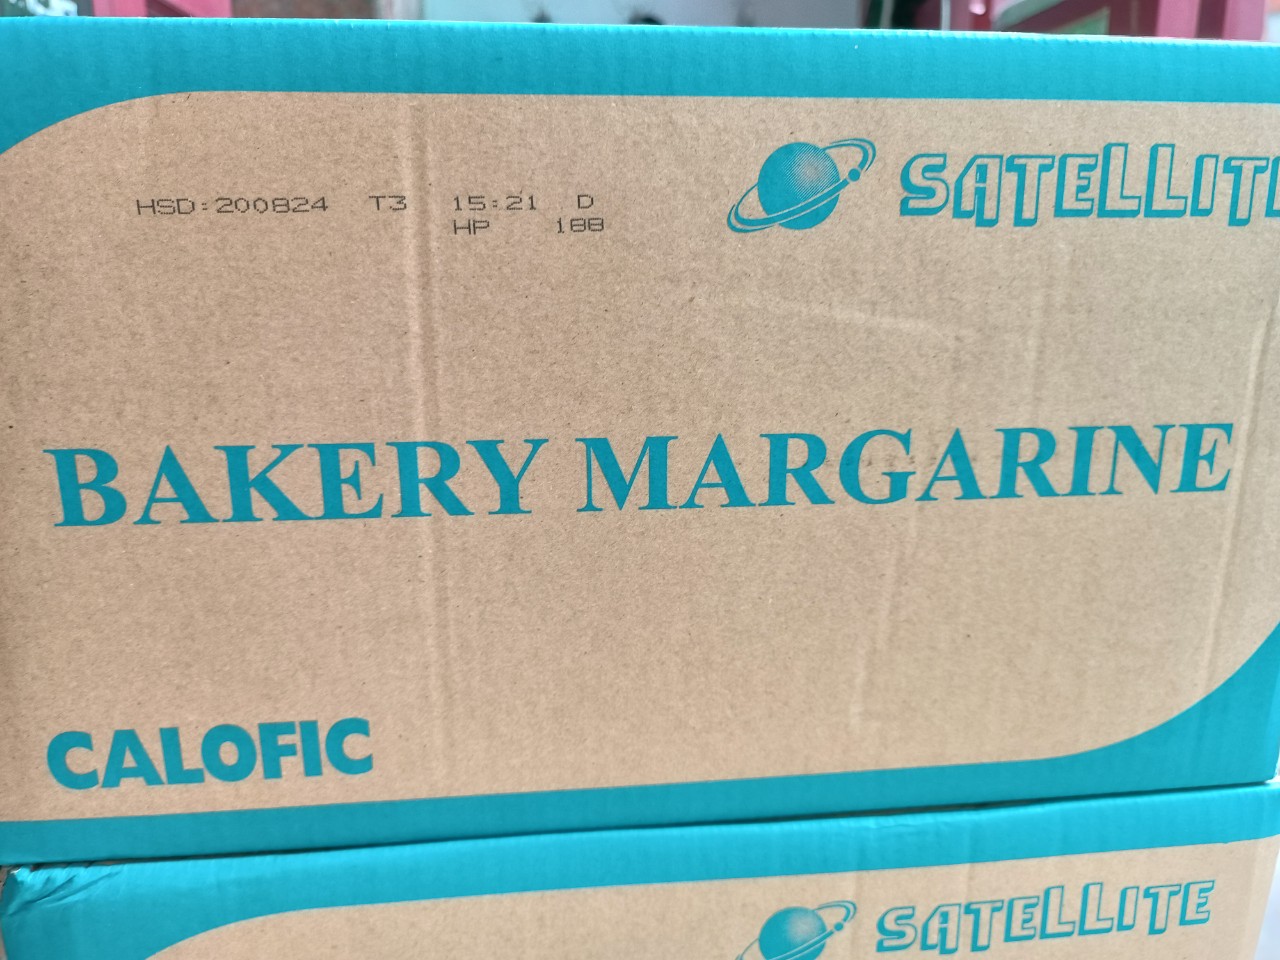 HSD:200824 T3 15:21 D
HP 188
SATELLITE
BAKERY MARGARINE
CALOFIC
SATELLITE